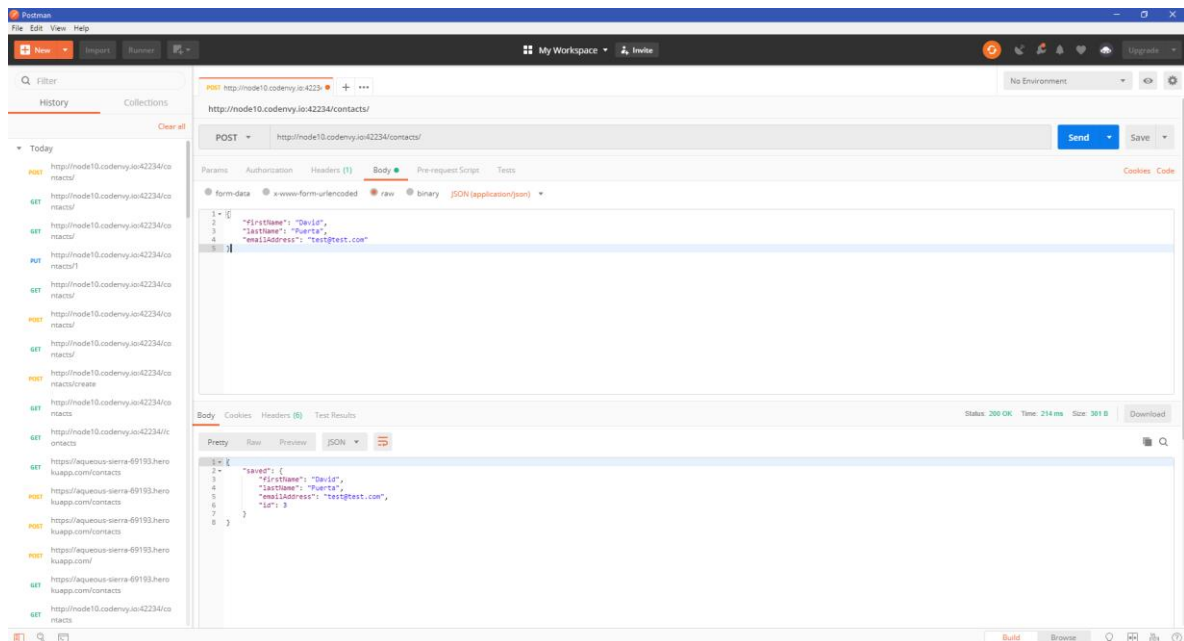 Postman
File Edit View Help
New Import Runner My Workspace Invite Upgrade
Filter
History Collections
Clear all
Today
POST http://node10.codenvy.io:42234/co
ntacts/
GET http://node10.codenvy.io:42234/co
ntacts/
GET http://node10.codenvy.io:42234/co
ntacts/
PUT http://node10.codenvy.io:42234/co
ntacts/1
GET http://node10.codenvy.io:42234/co
ntacts/
POST http://node10.codenvy.io:42234/co
ntacts/
GET http://node10.codenvy.io:42234/co
ntacts/
POST http://node10.codenvy.io:42234/co
ntacts/create
GET http://node10.codenvy.io:42234/co
ntacts
GET http://node10.codenvy.io:42234//c
ontacts
GET https://aqueous-sierra-69193.hero
kuapp.com/contacts
POST https://aqueous-sierra-69193.hero
kuapp.com/contacts
POST https://aqueous-sierra-69193.hero
kuapp.com/contacts
POST https://aqueous-sierra-69193.hero
kuapp.com/
GET https://aqueous-sierra-69193.hero
kuapp.com/contacts
GET http://node10.codenvy.io:42234/co
ntacts
POST http://node10.codenvy.io:4223 + ••• No Environment
http://node10.codenvy.io:42234/contacts/
POST http://node10.codenvy.io:42234/contacts/ Send Save
Params Authorization Headers (1) Body Pre-request Script Tests Cookies Code
form-data x-www-form-urlencoded raw binary JSON (application/json)
1 {
2 "firstName": "David",
3 "lastName": "Puerta",
4 "emailAddress": "test@test.com"
5 }
Body Cookies Headers (6) Test Results Status: 200 OK Time: 214 ms Size: 381 B Download
Pretty Raw Preview JSON
1 {
2 "saved": {
3 "firstName": "David",
4 "lastName": "Puerta",
5 "emailAddress": "test@test.com",
6 "id": 3
7 }
8 }
Build Browse